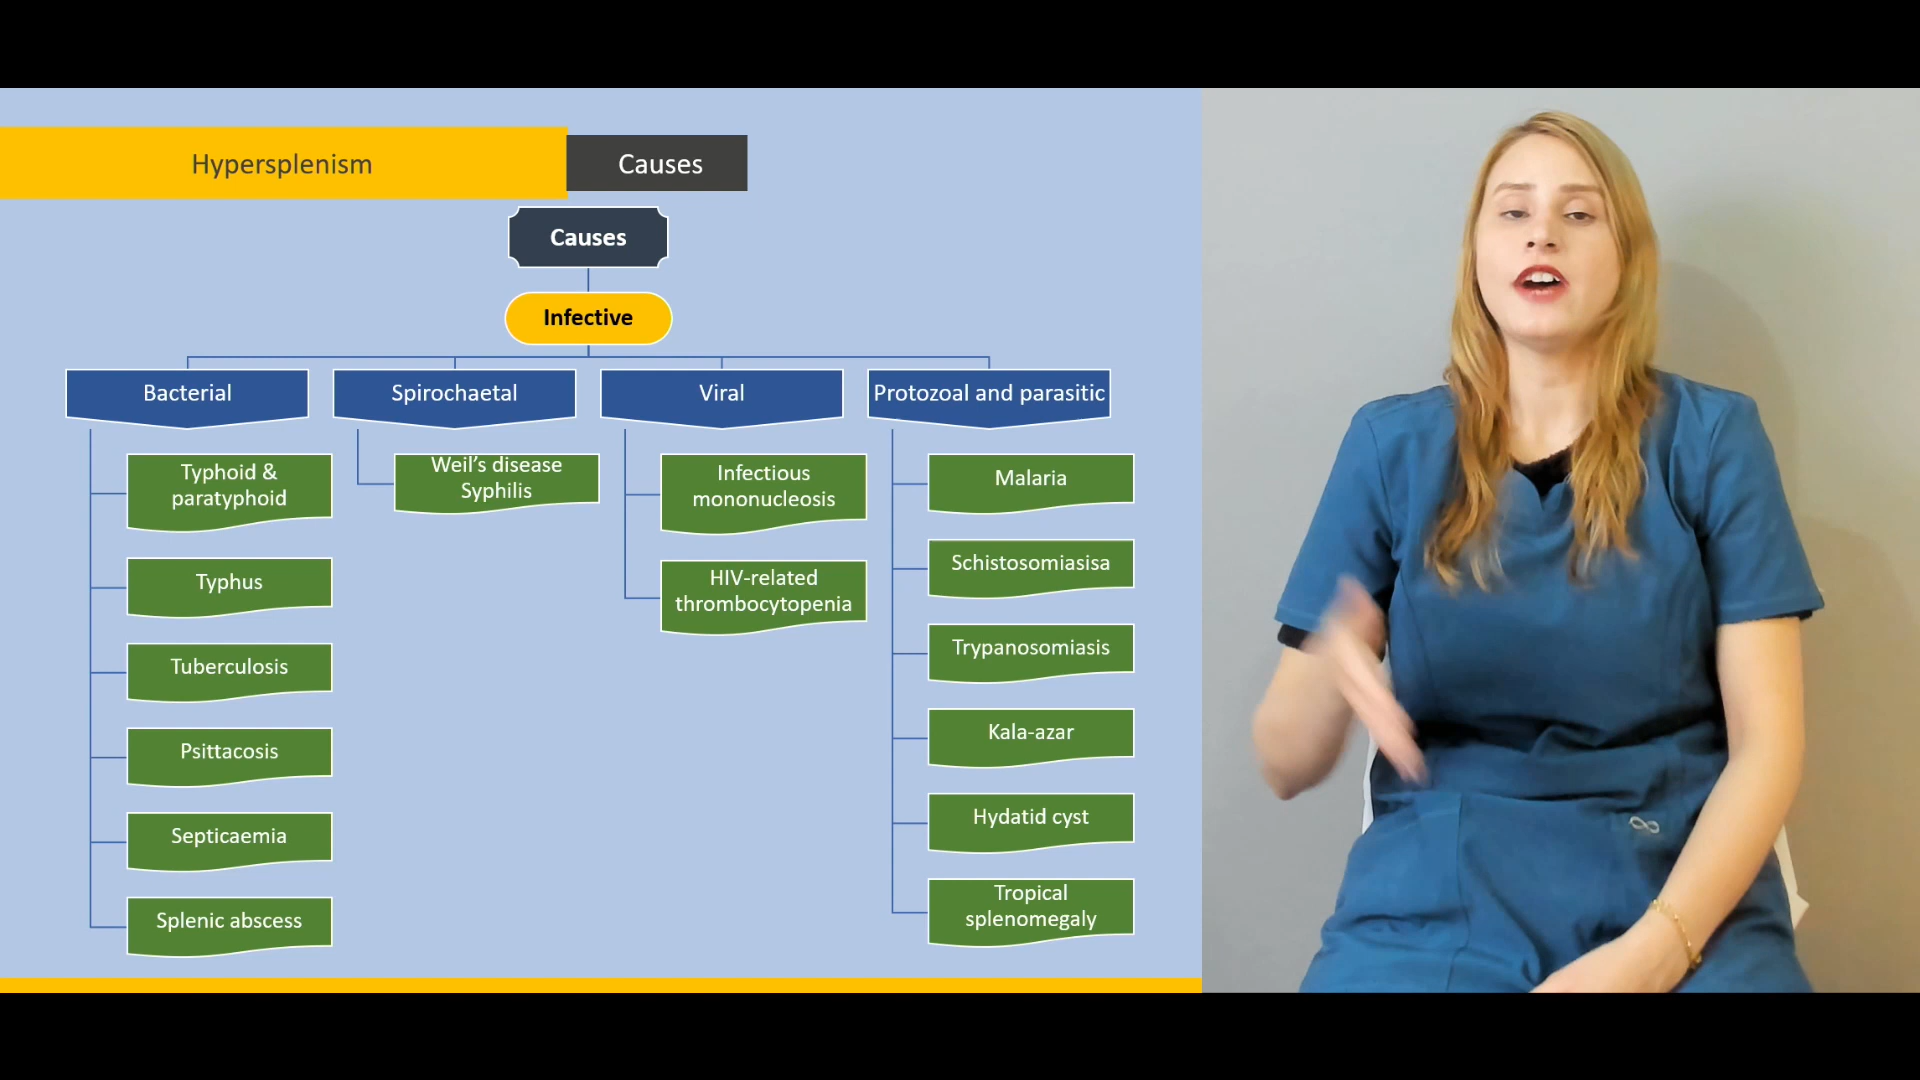 Hypersplenism
Causes
Causes
Infective
Bacterial
Spirochaetal
Viral
Protozoal and parasitic
Typhoid &
paratyphoid
Typhus
Tuberculosis
Psittacosis
Septicaemia
Splenic abscess
Weil's disease
Syphilis
Infectious
mononucleosis
HIV-related
thrombocytopenia
Malaria
Schistosomiasisa
Trypanosomiasis
Kala-azar
Hydatid cyst
Tropical
splenomegaly